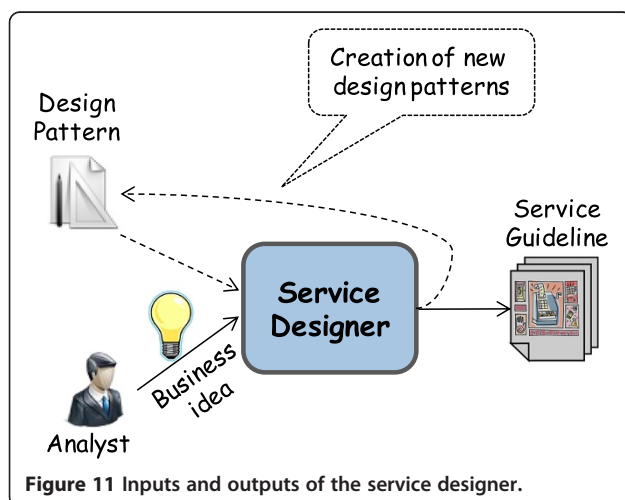 Creation of new
design patterns
Design
Pattern
Service
Guideline
Service
Designer
Business
idea
Analyst
Figure 11 Inputs and outputs of the service designer.